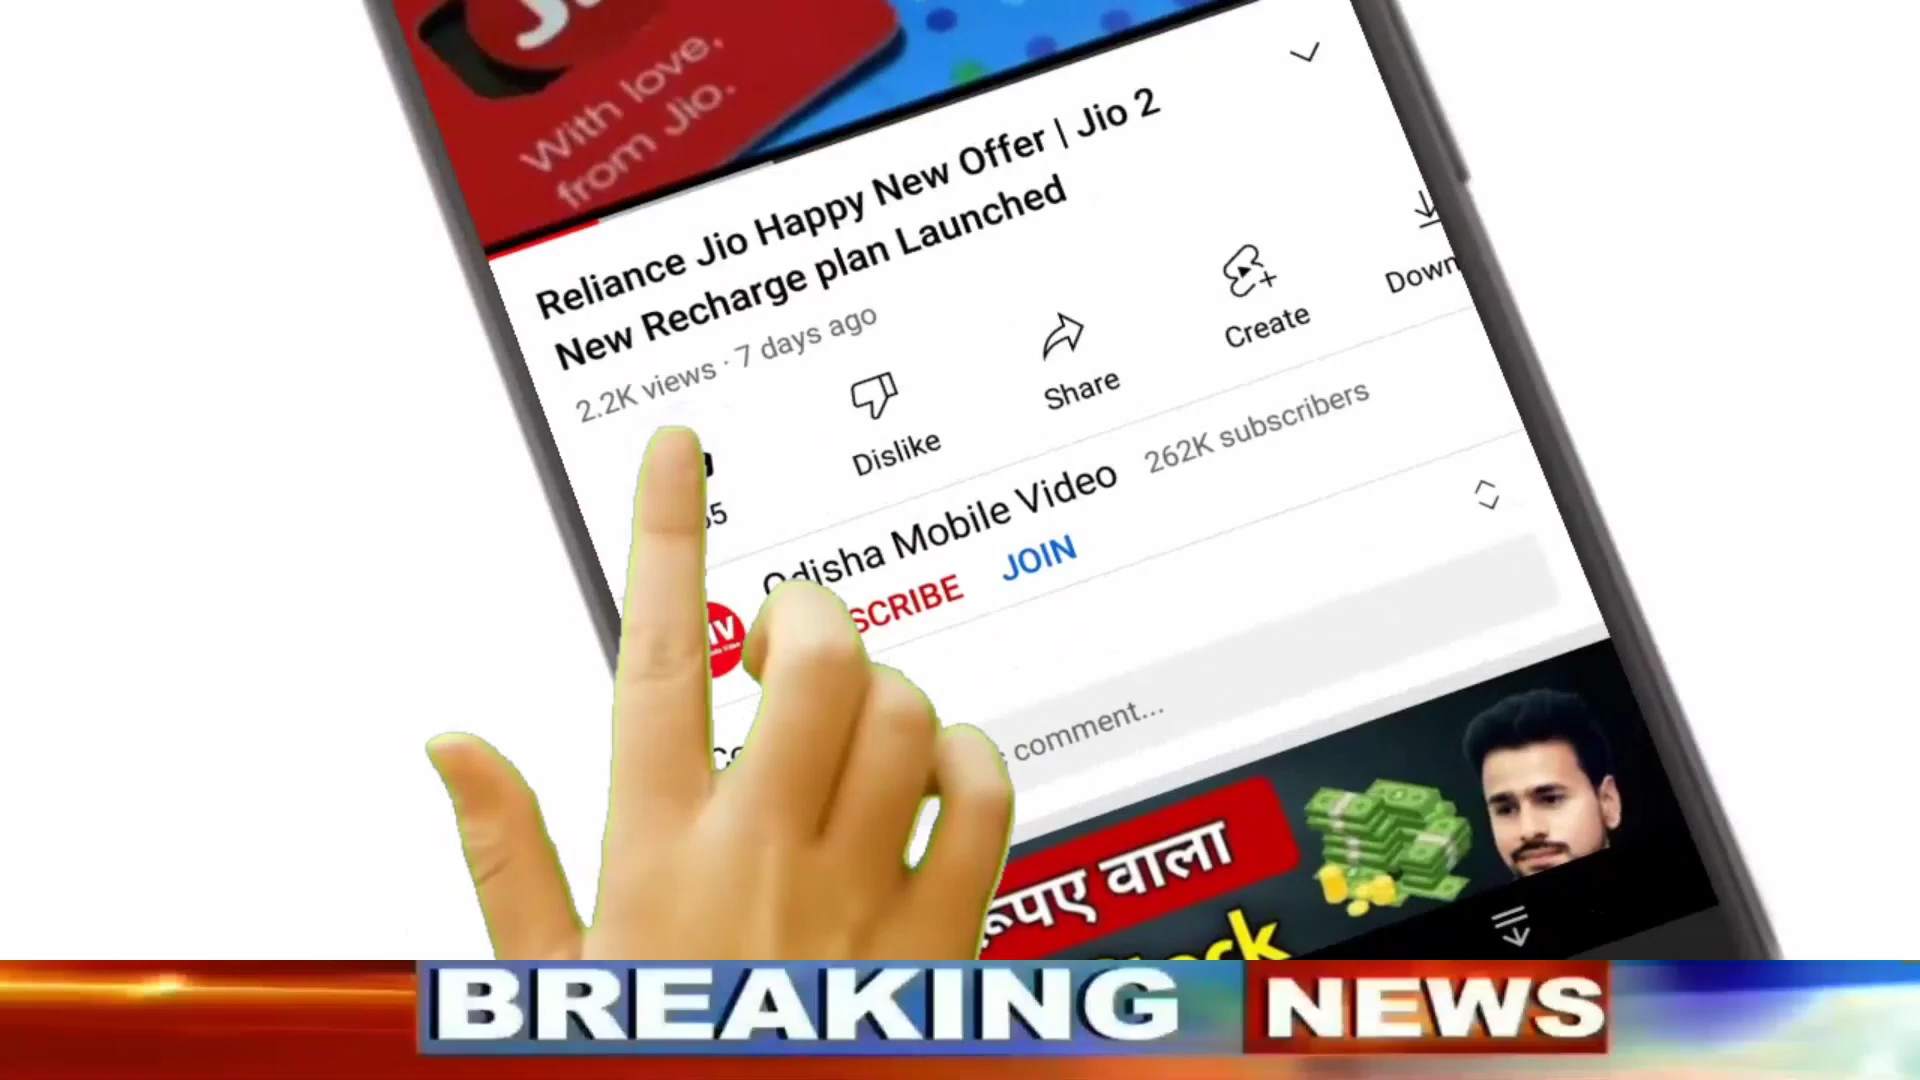 With love,
from Jio.
Reliance Jio Happy New Offer | Jio 2
New Recharge plan Launched
2.2K views · 7 days ago
Dislike
Share
Create
Down
Odisha Mobile Video 262K subscribers
SCRIBE JOIN
comment...
रूपए वाला
BREAKING NEWS